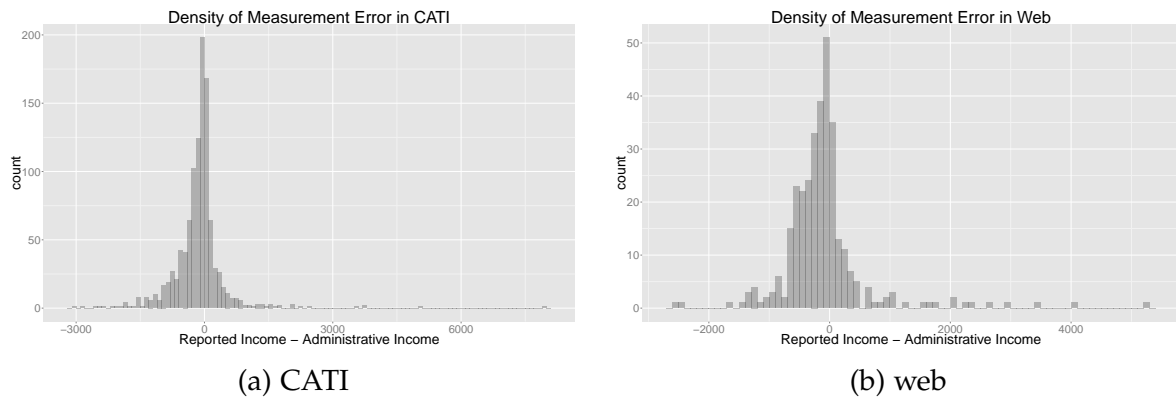 Density of Measurement Error in CATI
200
150
100
50
0
count
−3000
0
3000
6000
Reported Income − Administrative Income
(a) CATI
Density of Measurement Error in Web
50
40
30
20
10
0
count
−2000
0
2000
4000
Reported Income − Administrative Income
(b) web